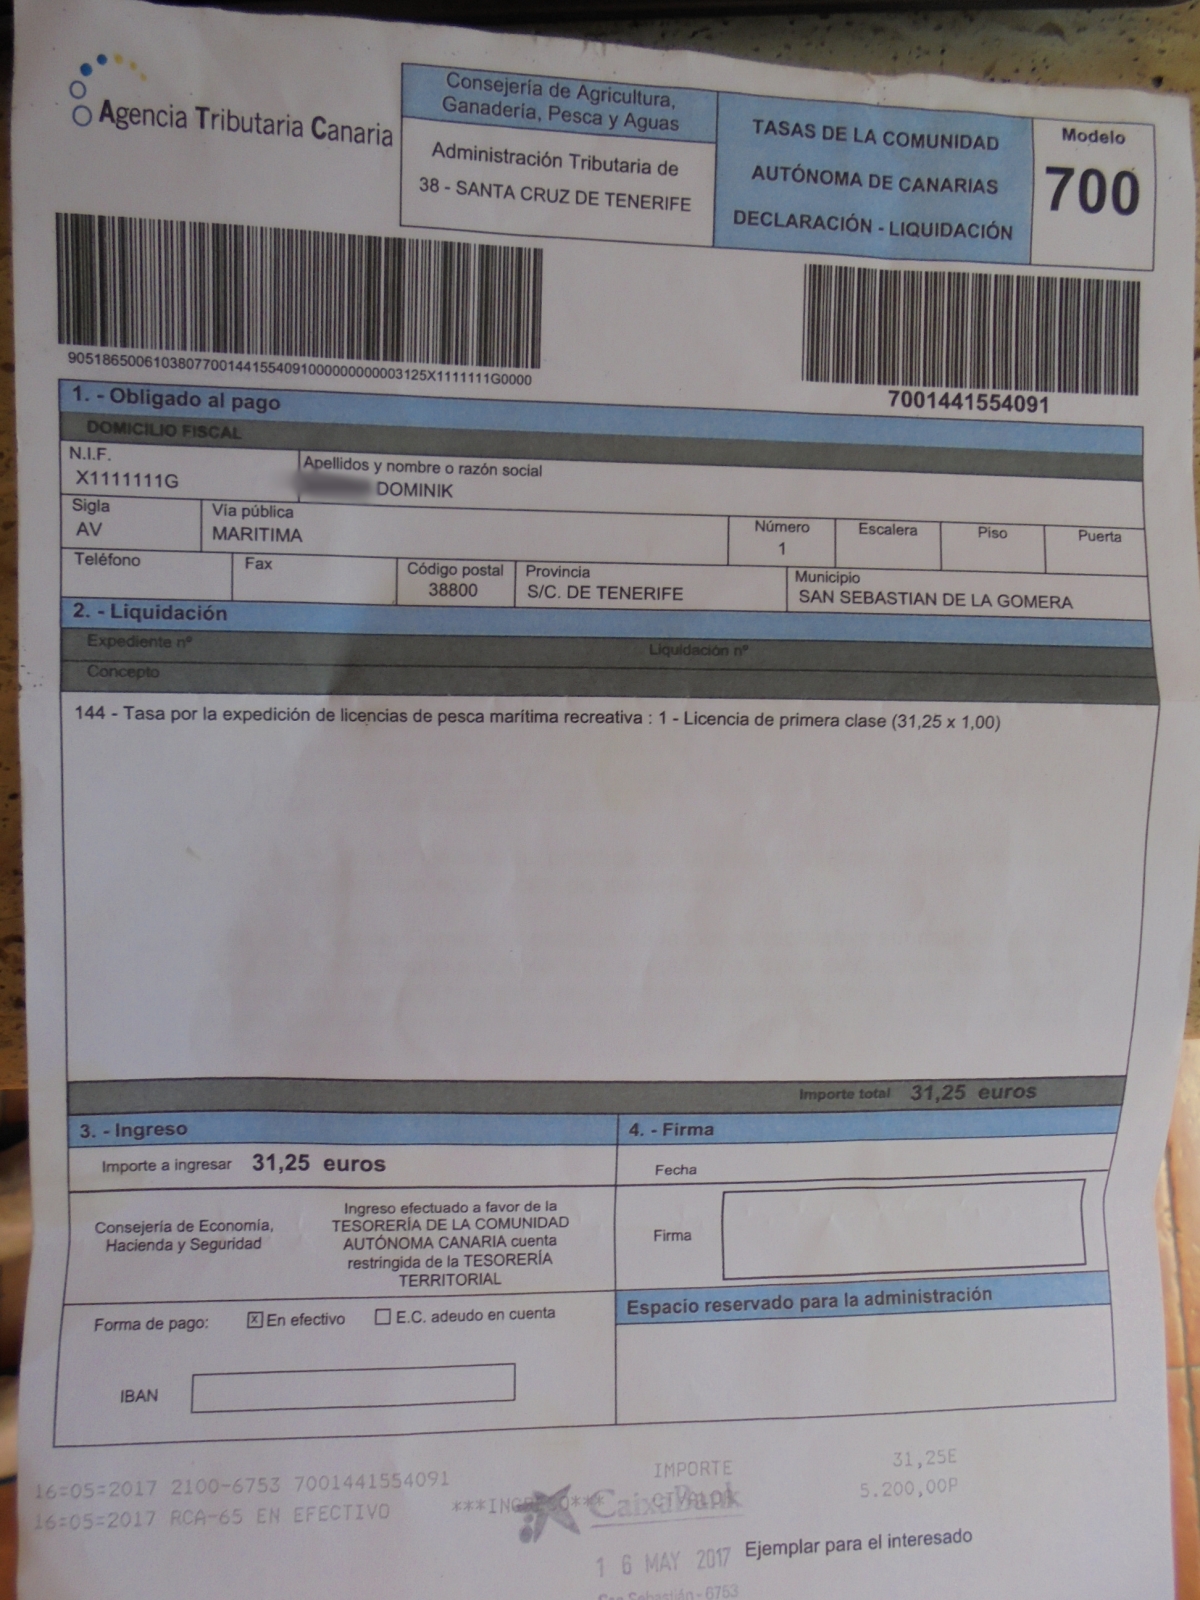 Agencia Tributaria Canaria
Consejería de Agricultura,
Ganadería, Pesca y Aguas
Administración Tributaria de
38 - SANTA CRUZ DE TENERIFE
TASAS DE LA COMUNIDAD
AUTÓNOMA DE CANARIAS
DECLARACIÓN - LIQUIDACIÓN
Modelo
700
7001441554091
1. - Obligado al pago
DOMICILIO FISCAL
N.I.F.
X1111111G
Apellidos y nombre o razón social
DOMINIK
Sigla
AV
Via pública
MARITIMA
Número
1
Escalera
Piso
Puerta
Teléfono
Fax
Código postal
38800
Provincia
S/C. DE TENERIFE
Municipio
SAN SEBASTIAN DE LA GOMERA
2. - Liquidación
Expediente nº
Liquidación nº
Concepto
144 - Tasa por la expedición de licencias de pesca marítima recreativa : 1 - Licencia de primera clase (31,25 x 1,00)
Importe total 31,25 euros
3. - Ingreso
Importe a ingresar 31,25 euros
Consejería de Economía,
Hacienda y Seguridad
Ingreso efectuado a favor de la
TESORERÍA DE LA COMUNIDAD
AUTÓNOMA CANARIA cuenta
restringida de la TESORERÍA
TERRITORIAL
Forma de pago: x En efectivo E.C. adeudo en cuenta
IBAN
4. - Firma
Fecha
Firma
Espacio reservado para la administración
16=05=2017 2100-6753 7001441554091 IMPORTE 31,25E
16=05=2017 RCA-65 EN EFECTIVO ***INGRESO*** 5.200,00P
CaixaBank
16 MAY 2017
Ejemplar para el interesado
San Sebastián - 6753